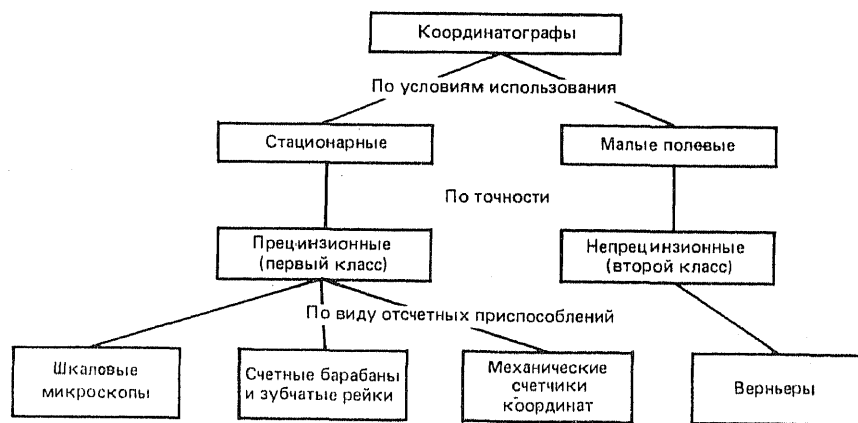 Координатографы
По условиям использования
Стационарные
Малые полевые
По точности
Прецинзионные
(первый класс)
Непрецинзионные
(второй класс)
По виду отсчетных приспособлений
Шкаловые
микроскопы
Счетные барабаны
и зубчатые рейки
Механические
счетчики
координат
Верньеры